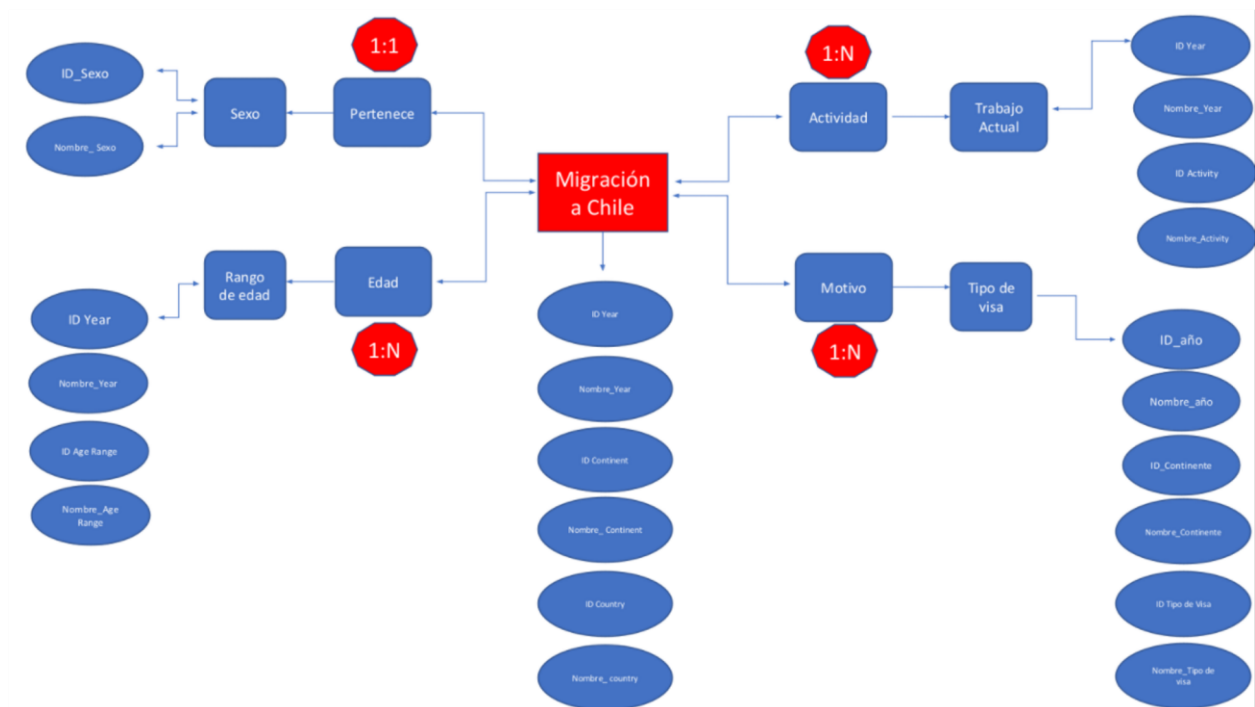 1:1
ID_Sexo
Nombre_ Sexo
Sexo
Pertenece
1:N
Actividad
Trabajo
Actual
ID Year
Nombre_Year
ID Activity
Nombre_Activity
Migración
a Chile
Rango
de edad
Edad
1:N
ID Year
Nombre_Year
ID Age Range
Nombre_Age
Range
ID Year
Nombre_Year
ID Continent
Nombre_ Continent
ID Country
Nombre_ country
Motivo
1:N
Tipo de
visa
ID_año
Nombre_año
ID_Continente
Nombre_Continente
ID Tipo de Visa
Nombre_Tipo de
visa